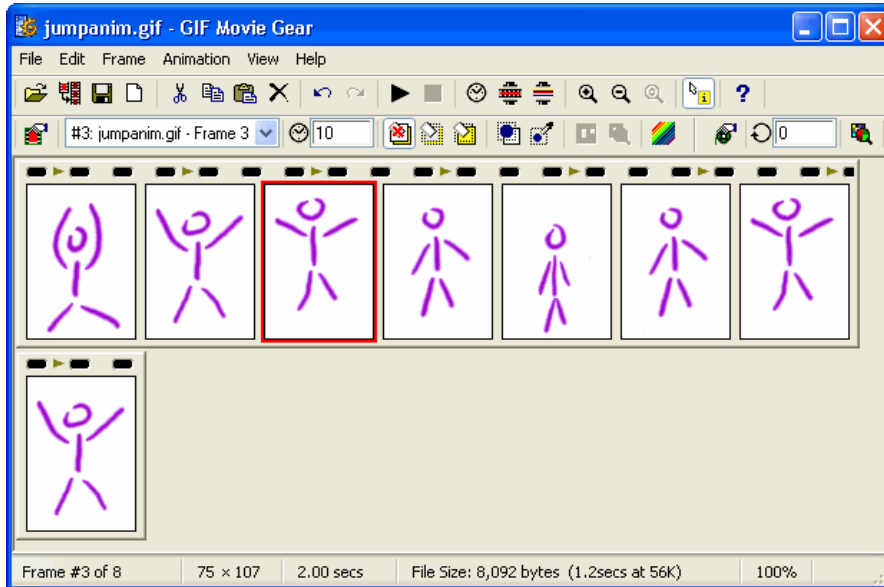 jumpanim.gif - GIF Movie Gear
File Edit Frame Animation View Help
#3: jumpanim.gif - Frame 3 10 0
Frame #3 of 8 75 × 107 2.00 secs File Size: 8,092 bytes (1.2secs at 56K) 100%